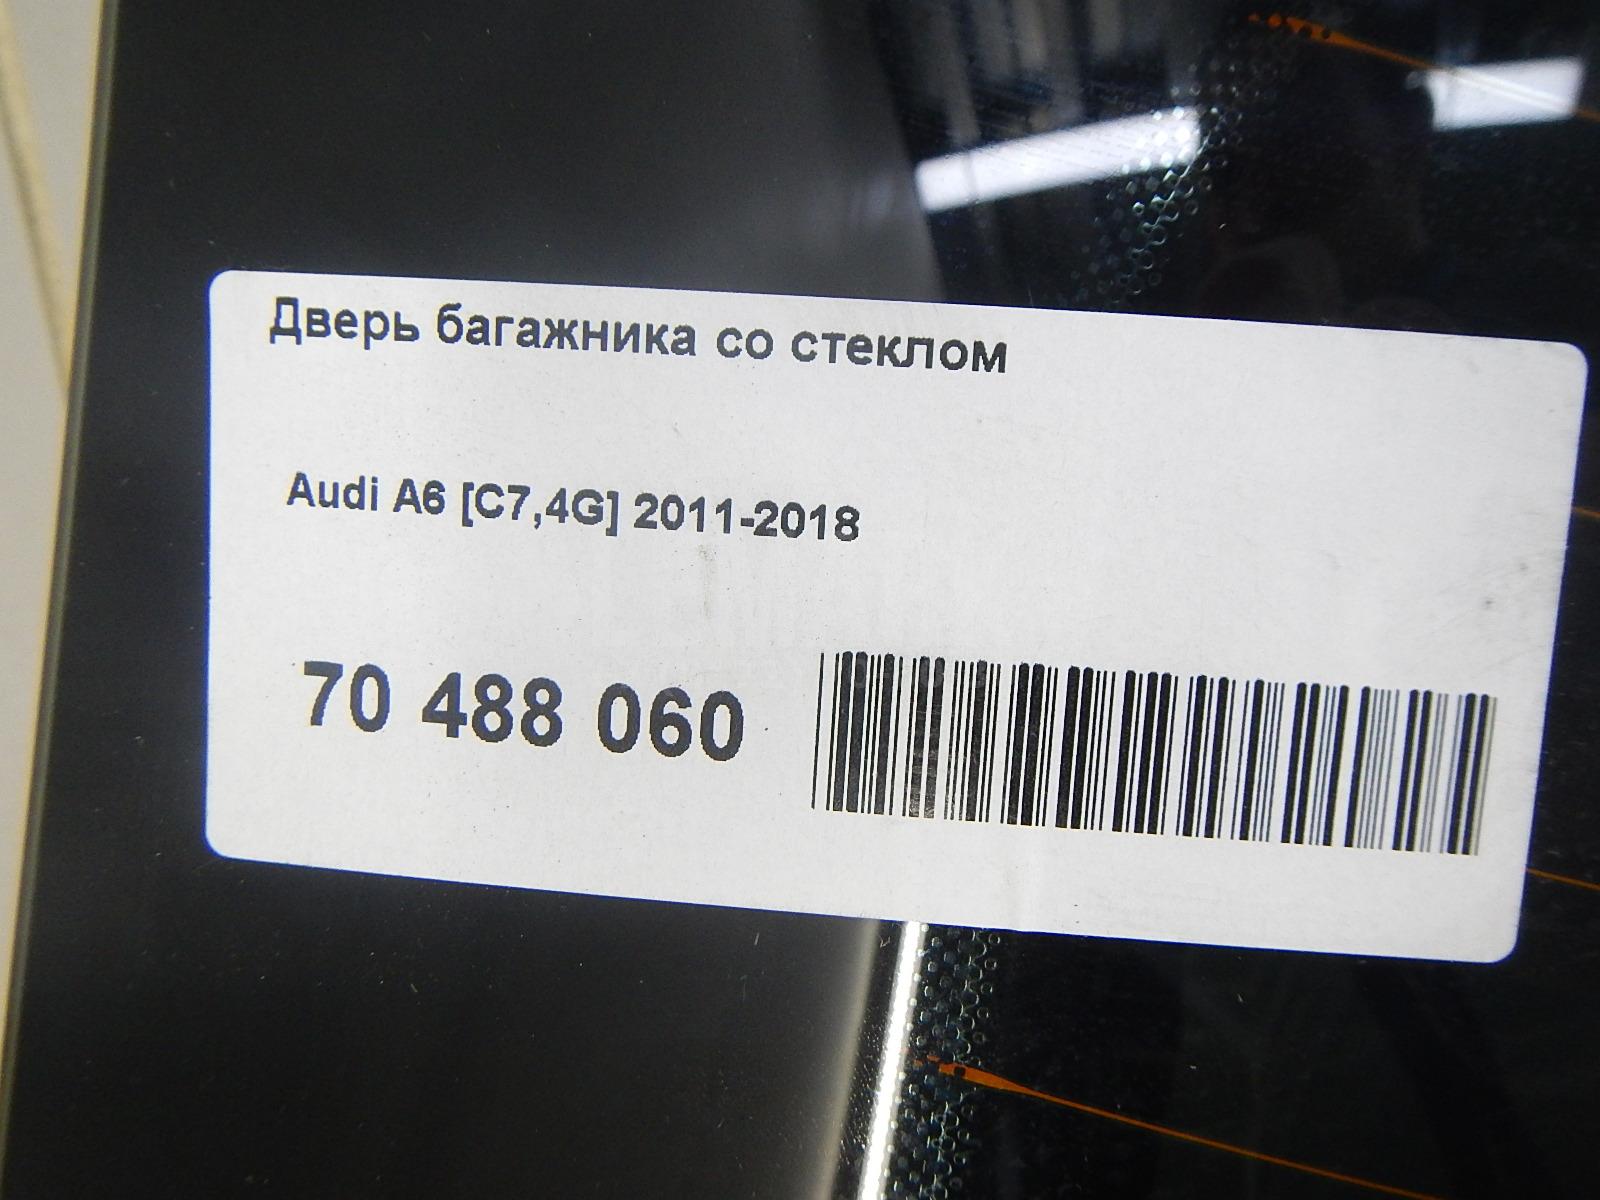 Дверь багажника со стеклом
Audi A6 [C7,4G] 2011-2018
70 488 060